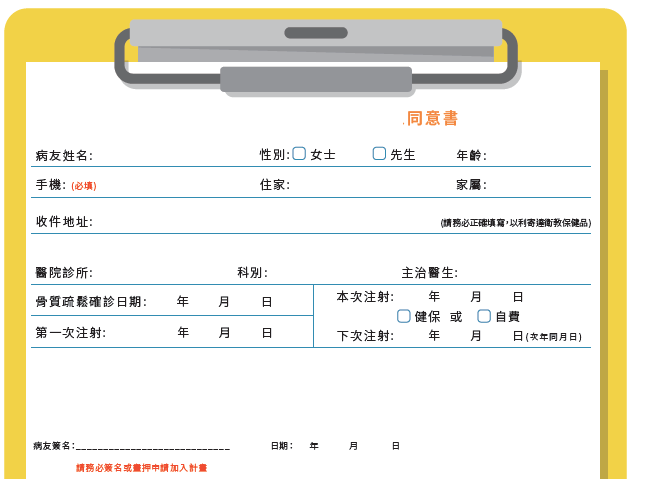 同意書
病友姓名: 性別: 女士 先生 年齡:
手機: (必填) 住家: 家屬:
收件地址: (請務必正確填寫,以利寄達衛教保健品)
醫院診所: 科別: 主治醫生:
骨質疏鬆確診日期: 年 月 日
第一次注射: 年 月 日
本次注射: 年 月 日
健保 或 自費
下次注射: 年 月 日(次年同月日)
病友簽名:____________________________ 日期: 年 月 日
請務必簽名或畫押申請加入計畫